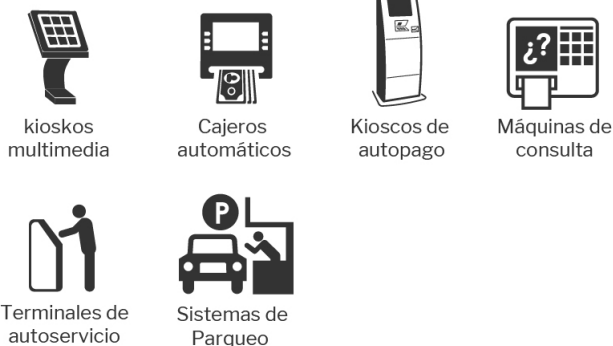 kioskos
multimedia
Cajeros
automáticos
Kioscos de
autopago
¿?
Máquinas de
consulta
Terminales de
autoservicio
P
Sistemas de
Parqueo